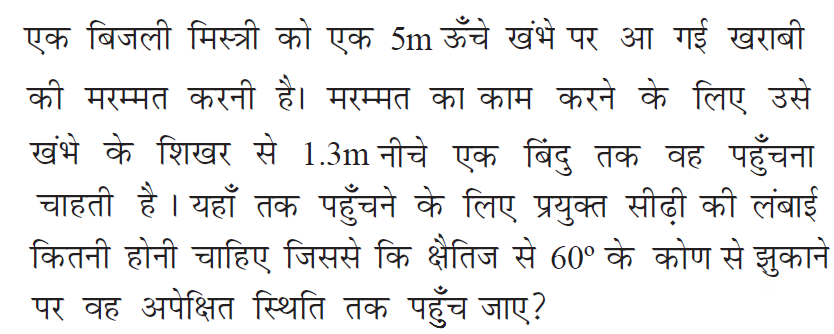 एक बिजली मिस्त्री को एक 5m ऊँचे खंभे पर आ गई खराबी
की मरम्मत करनी है। मरम्मत का काम करने के लिए उसे
खंभे के शिखर से 1.3m नीचे एक बिंदु तक वह पहुँचना
चाहती है । यहाँ तक पहुँचने के लिए प्रयुक्त सीढ़ी की लंबाई
कितनी होनी चाहिए जिससे कि क्षैतिज से 60º के कोण से झुकाने
पर वह अपेक्षित स्थिति तक पहुँच जाए?